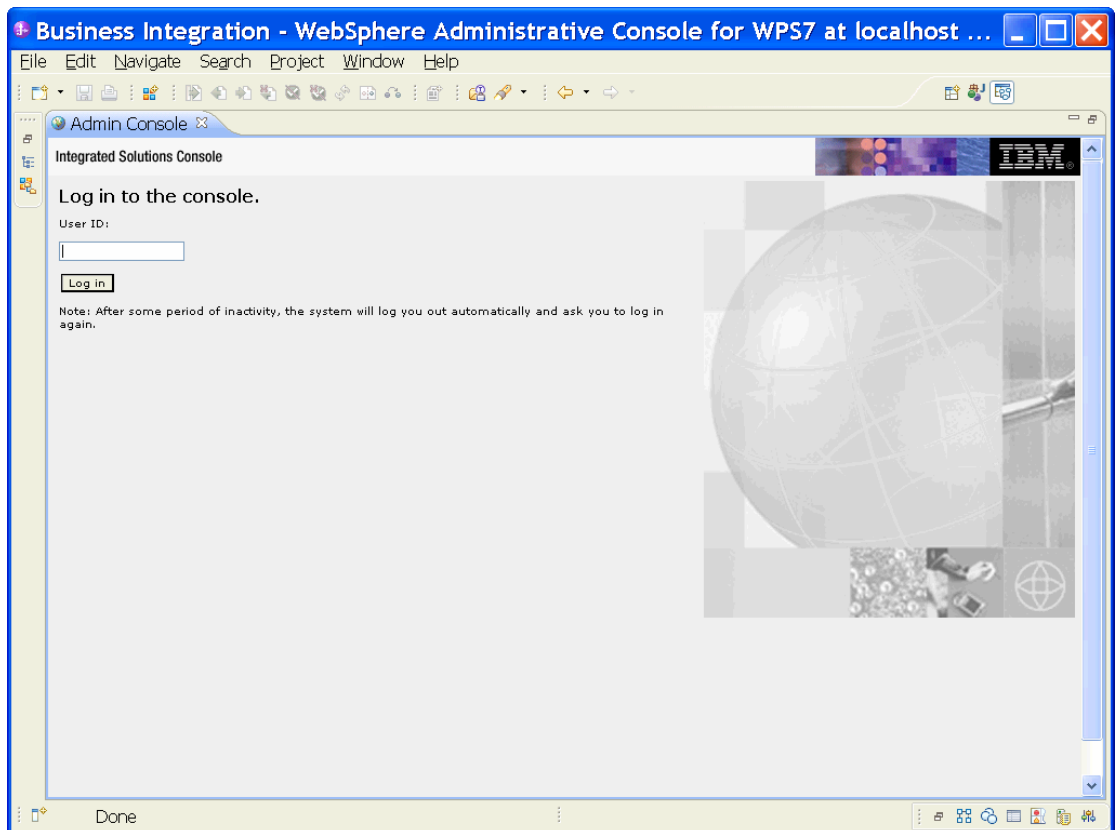 Business Integration - WebSphere Administrative Console for WPS7 at localhost ...
File Edit Navigate Search Project Window Help
Admin Console
Integrated Solutions Console
IBM®
Log in to the console.
User ID:
Log in
Note: After some period of inactivity, the system will log you out automatically and ask you to log in
again.
Done